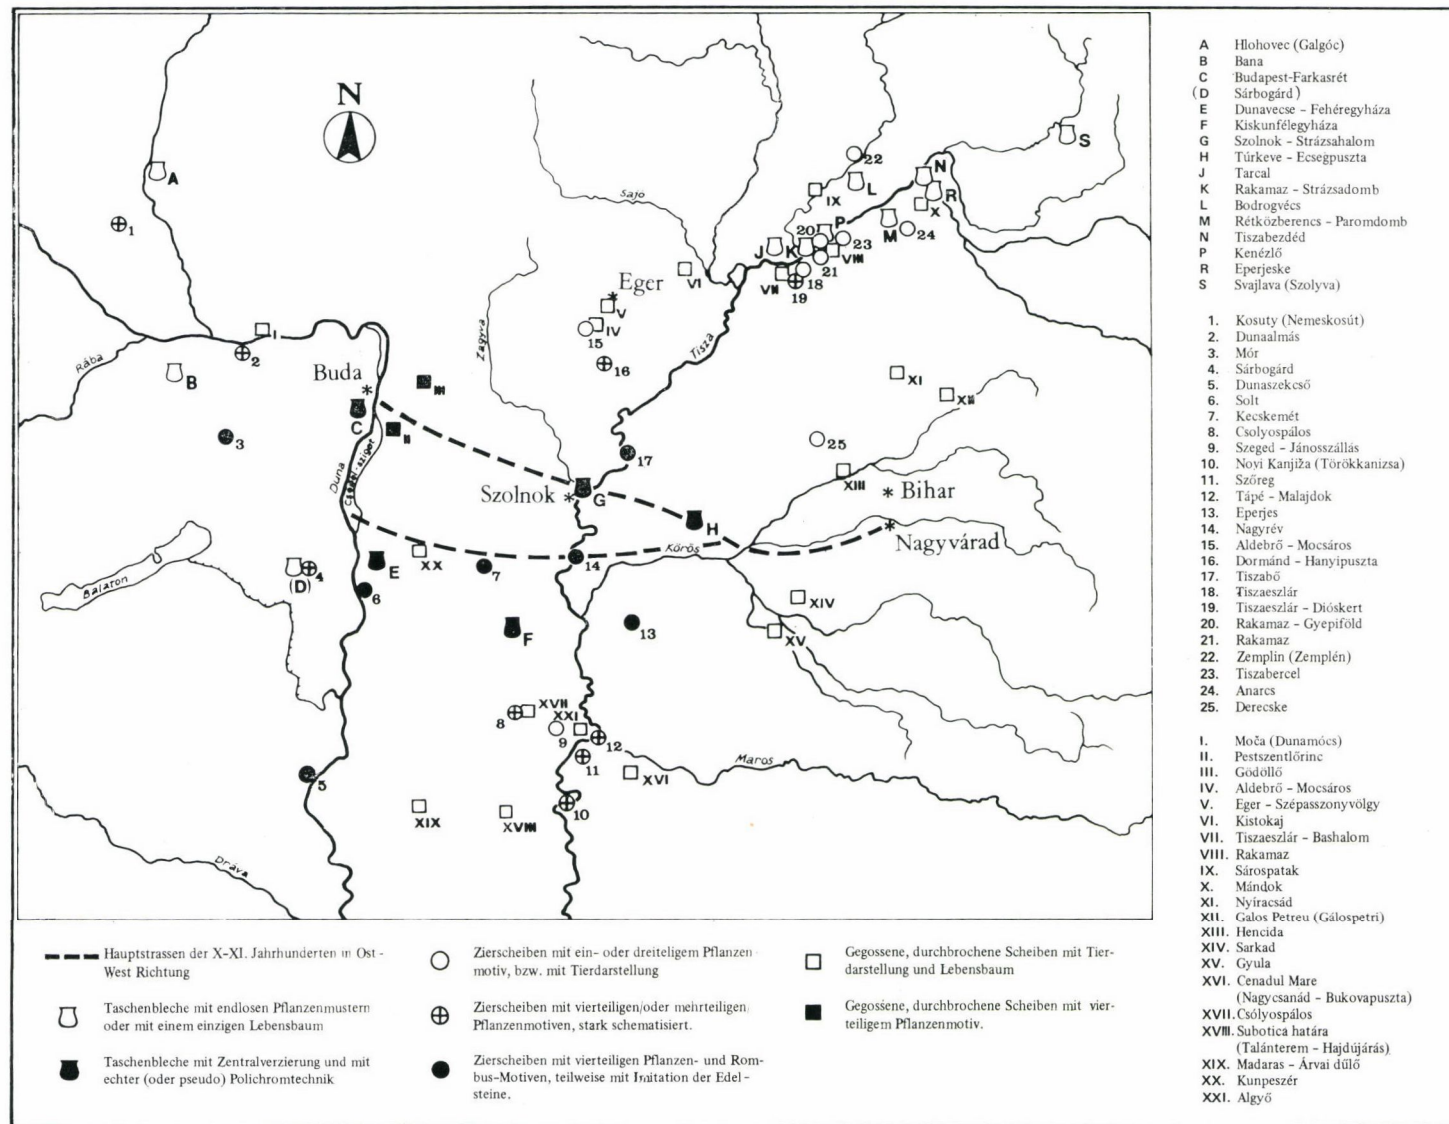 N
A
S
22
L
N
IX
R
X
1
Sajó
P
20
M
24
J
K
23
VIII
21
VI
VII
18
19
Eger
V
I
IV
15
Zagyva
Tisza
Rába
2
16
B
Buda
III
XI
XII
C
II
3
25
17
Duna
Csepel-sziget
XIII
Szolnok
G
Bihar
H
Nagyvárad
Körös
E
XX
7
14
Balaton
(D)
4
6
XIV
F
13
XV
XVII
8
XXI
9
12
11
Maros
XVI
5
10
XIX
XVIII
Dráva
A Hlohovec (Galgóc)
B Bana
C Budapest-Farkasrét
(D Sárbogárd)
E Dunavecse – Fehéregyháza
F Kiskunfélegyháza
G Szolnok – Strázsahalom
H Túrkeve – Ecsegpuszta
J Tarcal
K Rakamaz – Strázsadomb
L Bodrogvécs
M Rétközberencs – Paromdomb
N Tiszabezdéd
P Kenézlő
R Eperjeske
S Svajlava (Szolyva)
1. Kosuty (Nemeskosút)
2. Dunaalmás
3. Mór
4. Sárbogárd
5. Dunaszekcső
6. Solt
7. Kecskemét
8. Csolyospálos
9. Szeged – Jánosszállás
10. Novi Kanjiža (Törökkanizsa)
11. Szőreg
12. Tápé – Malajdok
13. Eperjes
14. Nagyrév
15. Aldebrő – Mocsáros
16. Dormánd – Hanyipuszta
17. Tiszabő
18. Tiszaeszlár
19. Tiszaeszlár – Dióskert
20. Rakamaz – Gyepiföld
21. Rakamaz
22. Zemplin (Zemplén)
23. Tiszabercel
24. Anarcs
25. Derecske
I. Moča (Dunamócs)
II. Pestszentlőrinc
III. Gödöllő
IV. Aldebrő – Mocsáros
V. Eger – Szépasszonyvölgy
VI. Kistokaj
VII. Tiszaeszlár – Bashalom
VIII. Rakamaz
IX. Sárospatak
X. Mándok
XI. Nyíracsád
XII. Galos Petreu (Gálospetri)
XIII. Hencida
XIV. Sarkad
XV. Gyula
XVI. Cenadul Mare
(Nagycsanád – Bukovapuszta)
XVII. Csólyospálos
XVIII. Subotica határa
(Talánterem – Hajdújárás)
XIX. Madaras – Árvai dűlő
XX. Kunpeszér
XXI. Algyő
Hauptstrassen der X-XI. Jahrhunderten in Ost-
West Richtung
Taschenbleche mit endlosen Pflanzenmustern
oder mit einem einzigen Lebensbaum
Taschenbleche mit Zentralverzierung und mit
echter (oder pseudo) Polichromtechnik
Zierscheiben mit ein- oder dreiteligem Pflanzen
motiv, bzw. mit Tierdarstellung
Zierscheiben mit vierteiligen/oder mehrteiligen/
Pflanzenmotiven, stark schematisiert.
Zierscheiben mit vierteiligen Pflanzen- und Rom-
bus-Motiven, teilweise mit Imitation der Edel-
steine.
Gegossene, durchbrochene Scheiben mit Tier-
darstellung und Lebensbaum
Gegossene, durchbrochene Scheiben mit vier-
teiligem Pflanzenmotiv.